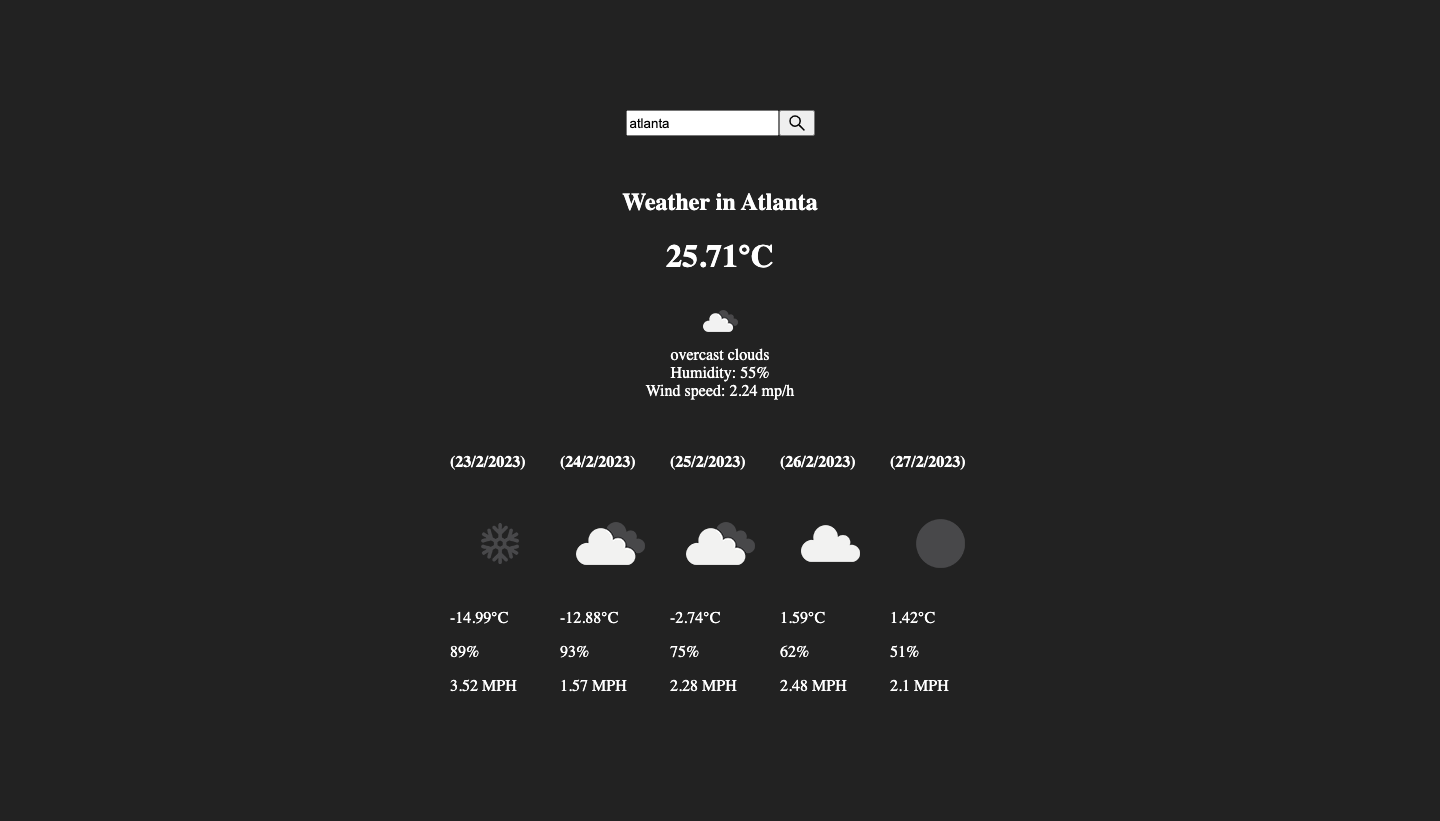 atlanta
Weather in Atlanta
25.71°C
overcast clouds
Humidity: 55%
Wind speed: 2.24 mp/h
(23/2/2023) (24/2/2023) (25/2/2023) (26/2/2023) (27/2/2023)
-14.99°C -12.88°C -2.74°C 1.59°C 1.42°C
89% 93% 75% 62% 51%
3.52 MPH 1.57 MPH 2.28 MPH 2.48 MPH 2.1 MPH